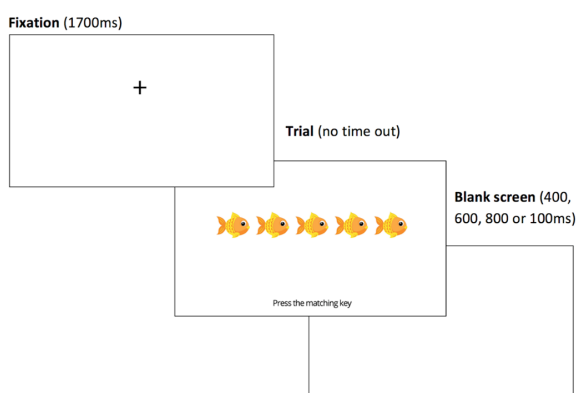 Fixation (1700ms)
+
Trial (no time out)
Blank screen (400,
600, 800 or 100ms)
Press the matching key